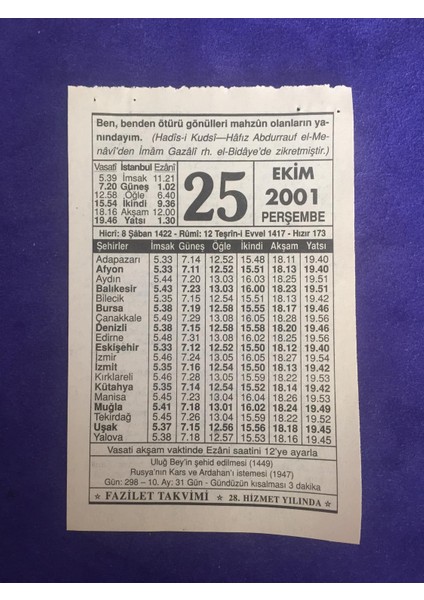 Ben, benden ötürü gönülleri mahzûn olanların ya-
nındayım. (Hadîs-i Kudsî—Hâfız Abdurrauf el-Me-
nâvî'den İmâm Gazâlî rh. el-Bidâye'de zikretmiştir.)
Vasatî İstanbul Ezânî
5.39 İmsak 11.21
7.20 Güneş 1.02
12.58 Öğle 6.40
15.54 İkindi 9.36
18.16 Akşam 12.00
19.46 Yatsı 1.30
25
EKİM
2001
PERŞEMBE
Hicrî: 8 Şâban 1422 - Rûmî: 12 Teşrîn-i Evvel 1417 - Hızır 173
Şehirler İmsak Güneş Öğle İkindi Akşam Yatsı
Adapazarı 5.33 7.14 12.52 15.48 18.11 19.40
Afyon 5.33 7.11 12.52 15.51 18.13 19.40
Aydın 5.44 7.20 13.03 16.03 18.25 19.51
Balıkesir 5.43 7.23 13.03 16.00 18.23 19.51
Bilecik 5.35 7.15 12.54 15.51 18.13 19.42
Bursa 5.38 7.19 12.58 15.55 18.17 19.46
Çanakkale 5.49 7.29 13.08 16.05 18.28 19.56
Denizli 5.38 7.15 12.58 15.58 18.20 19.46
Edirne 5.48 7.31 13.08 16.02 18.25 19.56
Eskişehir 5.33 7.12 12.52 15.50 18.12 19.40
İzmir 5.46 7.24 13.05 16.05 18.27 19.54
İzmit 5.35 7.16 12.54 15.50 18.13 19.42
Kırklareli 5.46 7.28 13.05 15.59 18.22 19.53
Kütahya 5.35 7.14 12.54 15.52 18.14 19.42
Manisa 5.45 7.23 13.04 16.04 18.26 19.53
Muğla 5.41 7.18 13.01 16.02 18.24 19.49
Tekirdağ 5.45 7.26 13.04 15.59 18.22 19.52
Uşak 5.37 7.15 12.56 15.56 18.18 19.45
Yalova 5.38 7.18 12.57 15.53 18.16 19.45
Vasati akşam vaktinde Ezâni saatini 12'ye ayarla
Uluğ Bey'in şehid edilmesi (1449)
Rusya'nın Kars ve Ardahan'ı istemesi (1947)
Gün: 298 – 10. Ay: 31 Gün - Gündüzün kısalması 3 dakika
★ FAZİLET TAKVİMİ ★ 28. HİZMET YILINDA ★